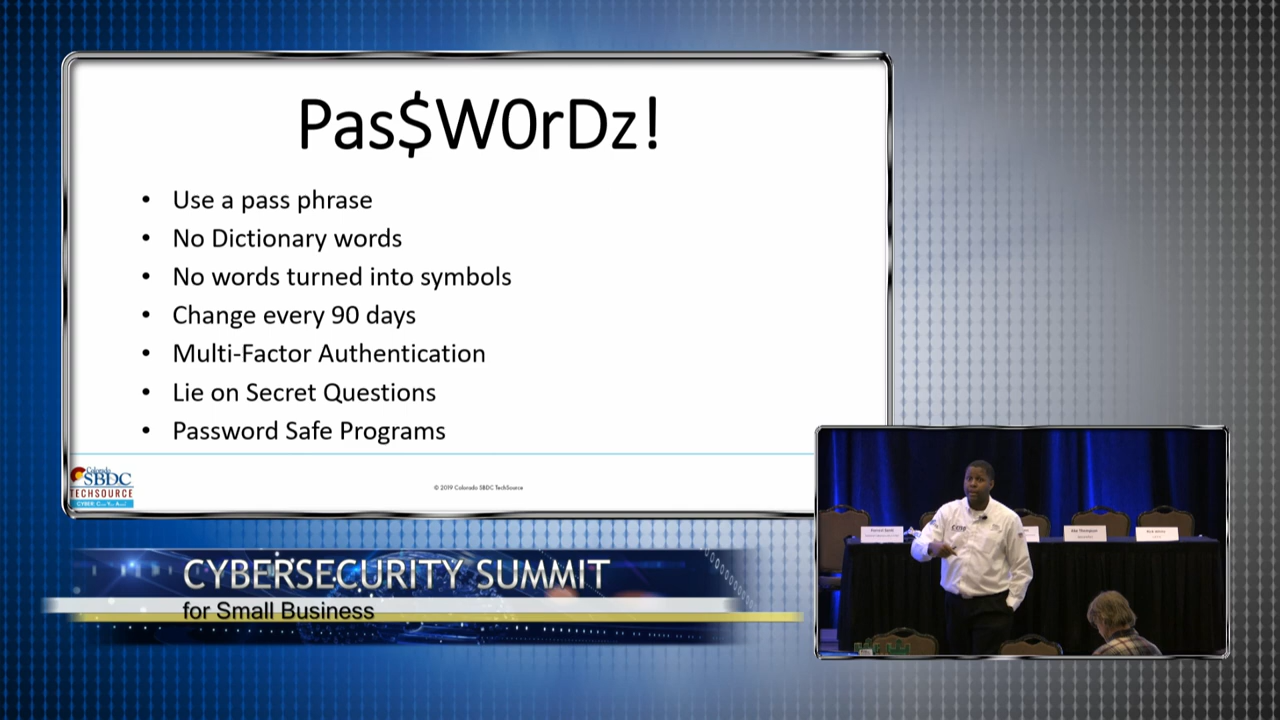 Pas$W0rDz!
• Use a pass phrase
• No Dictionary words
• No words turned into symbols
• Change every 90 days
• Multi-Factor Authentication
• Lie on Secret Questions
• Password Safe Programs
Colorado
SBDC
TECHSOURCE
© 2019 Colorado SBDC TechSource
CYBERSECURITY SUMMIT
for Small Business